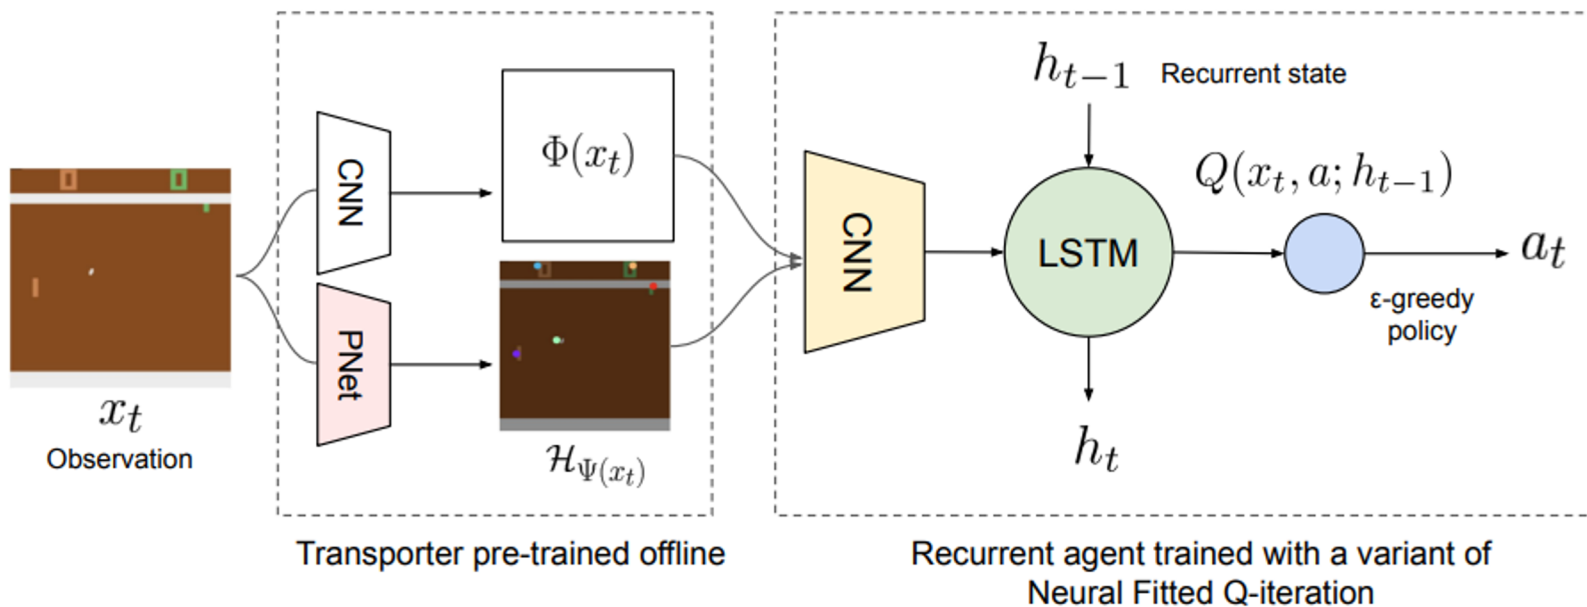 x_t
Observation
CNN
PNet
Φ(x_t)
ℋ_{Ψ(x_t)}
Transporter pre-trained offline
CNN
h_{t−1} Recurrent state
LSTM
h_t
Q(x_t, a; h_{t−1})
ε-greedy
policy
a_t
Recurrent agent trained with a variant of
Neural Fitted Q-iteration